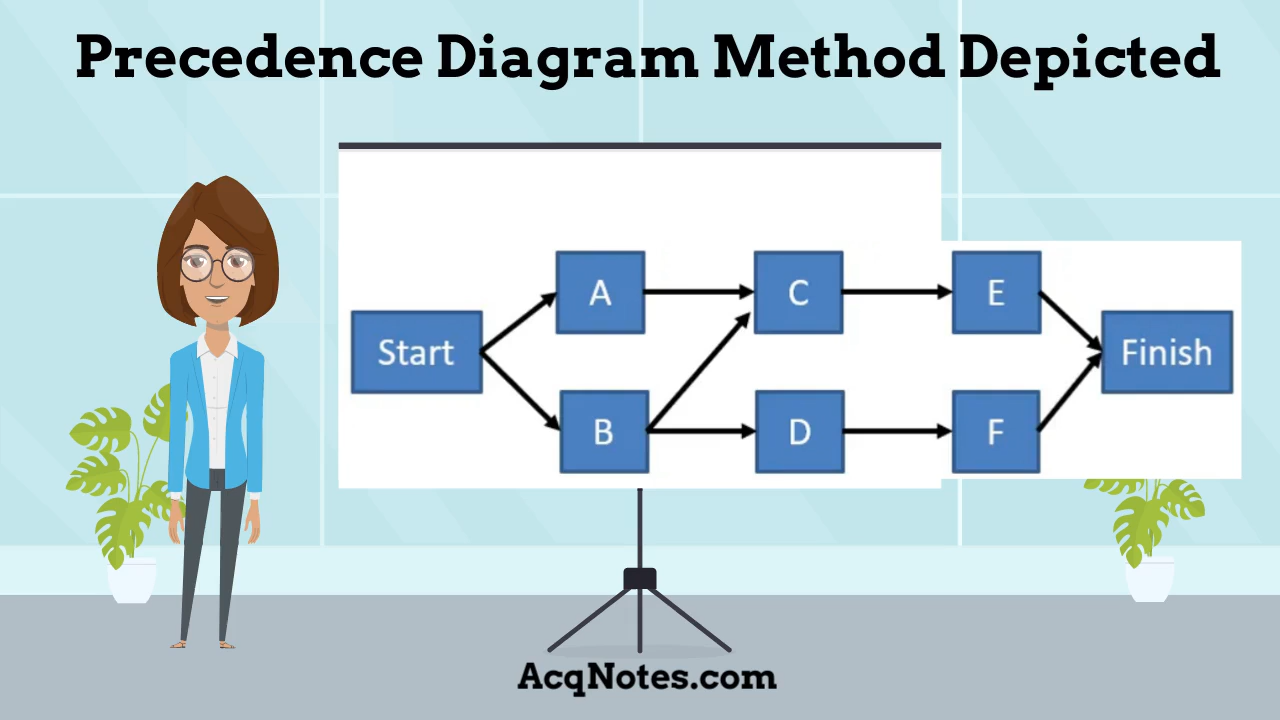 Precedence Diagram Method Depicted
A
C
E
Start
Finish
B
D
F
AcqNotes.com